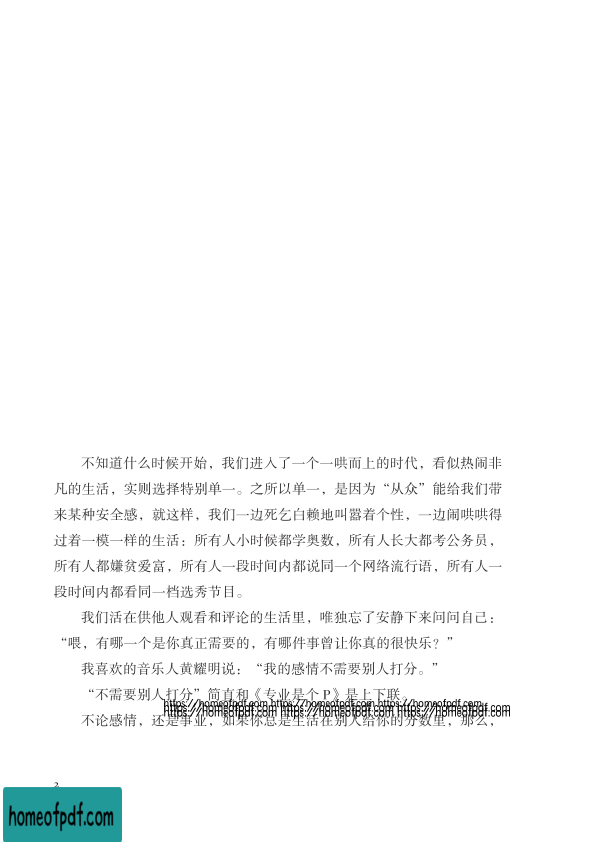 不知道什么时候开始，我们进入了一个一哄而上的时代，看似热闹非
凡的生活，实则选择特别单一。之所以单一，是因为“从众”能给我们带
来某种安全感，就这样，我们一边死乞白赖地叫嚣着个性，一边闹哄哄得
过着一模一样的生活：所有人小时候都学奥数，所有人长大都考公务员，
所有人都嫌贫爱富，所有人一段时间内都说同一个网络流行语，所有人一
段时间内都看同一档选秀节目。
我们活在供他人观看和评论的生活里，唯独忘了安静下来问问自己：
“喂，有哪一个是你真正需要的，有哪件事曾让你真的很快乐？”
我喜欢的音乐人黄耀明说：“我的感情不需要别人打分。”
“不需要别人打分”简直和《专业是个 P》是上下联。
https://homeofpdf.com https://homeofpdf.com https://homeofpdf.com
https://homeofpdf.com https://homeofpdf.com https://homeofpdf.com
https://homeofpdf.com https://homeofpdf.com https://homeofpdf.com
不论感情，还是事业，如果你总是生活在别人给你的分数里，那么，
2
homeofpdf.com